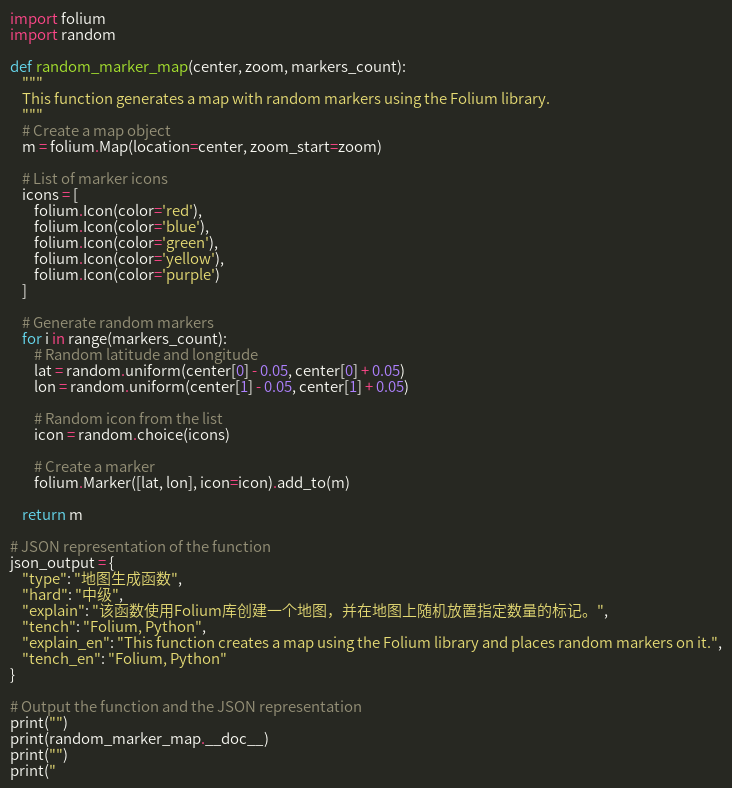 import folium
import random
def random_marker_map(center, zoom, markers_count):
"""
This function generates a map with random markers using the Folium library.
"""
# Create a map object
m = folium.Map(location=center, zoom_start=zoom)
# List of marker icons
icons = [
folium.Icon(color='red'),
folium.Icon(color='blue'),
folium.Icon(color='green'),
folium.Icon(color='yellow'),
folium.Icon(color='purple')
]
# Generate random markers
for i in range(markers_count):
# Random latitude and longitude
lat = random.uniform(center[0] - 0.05, center[0] + 0.05)
lon = random.uniform(center[1] - 0.05, center[1] + 0.05)
# Random icon from the list
icon = random.choice(icons)
# Create a marker
folium.Marker([lat, lon], icon=icon).add_to(m)
return m
# JSON representation of the function
json_output = {
"type": "地图生成函数",
"hard": "中级",
"explain": "该函数使用Folium库创建一个地图，并在地图上随机放置指定数量的标记。",
"tench": "Folium, Python",
"explain_en": "This function creates a map using the Folium library and places random markers on it.",
"tench_en": "Folium, Python"
}
# Output the function and the JSON representation
print("")
print(random_marker_map.__doc__)
print("")
print("